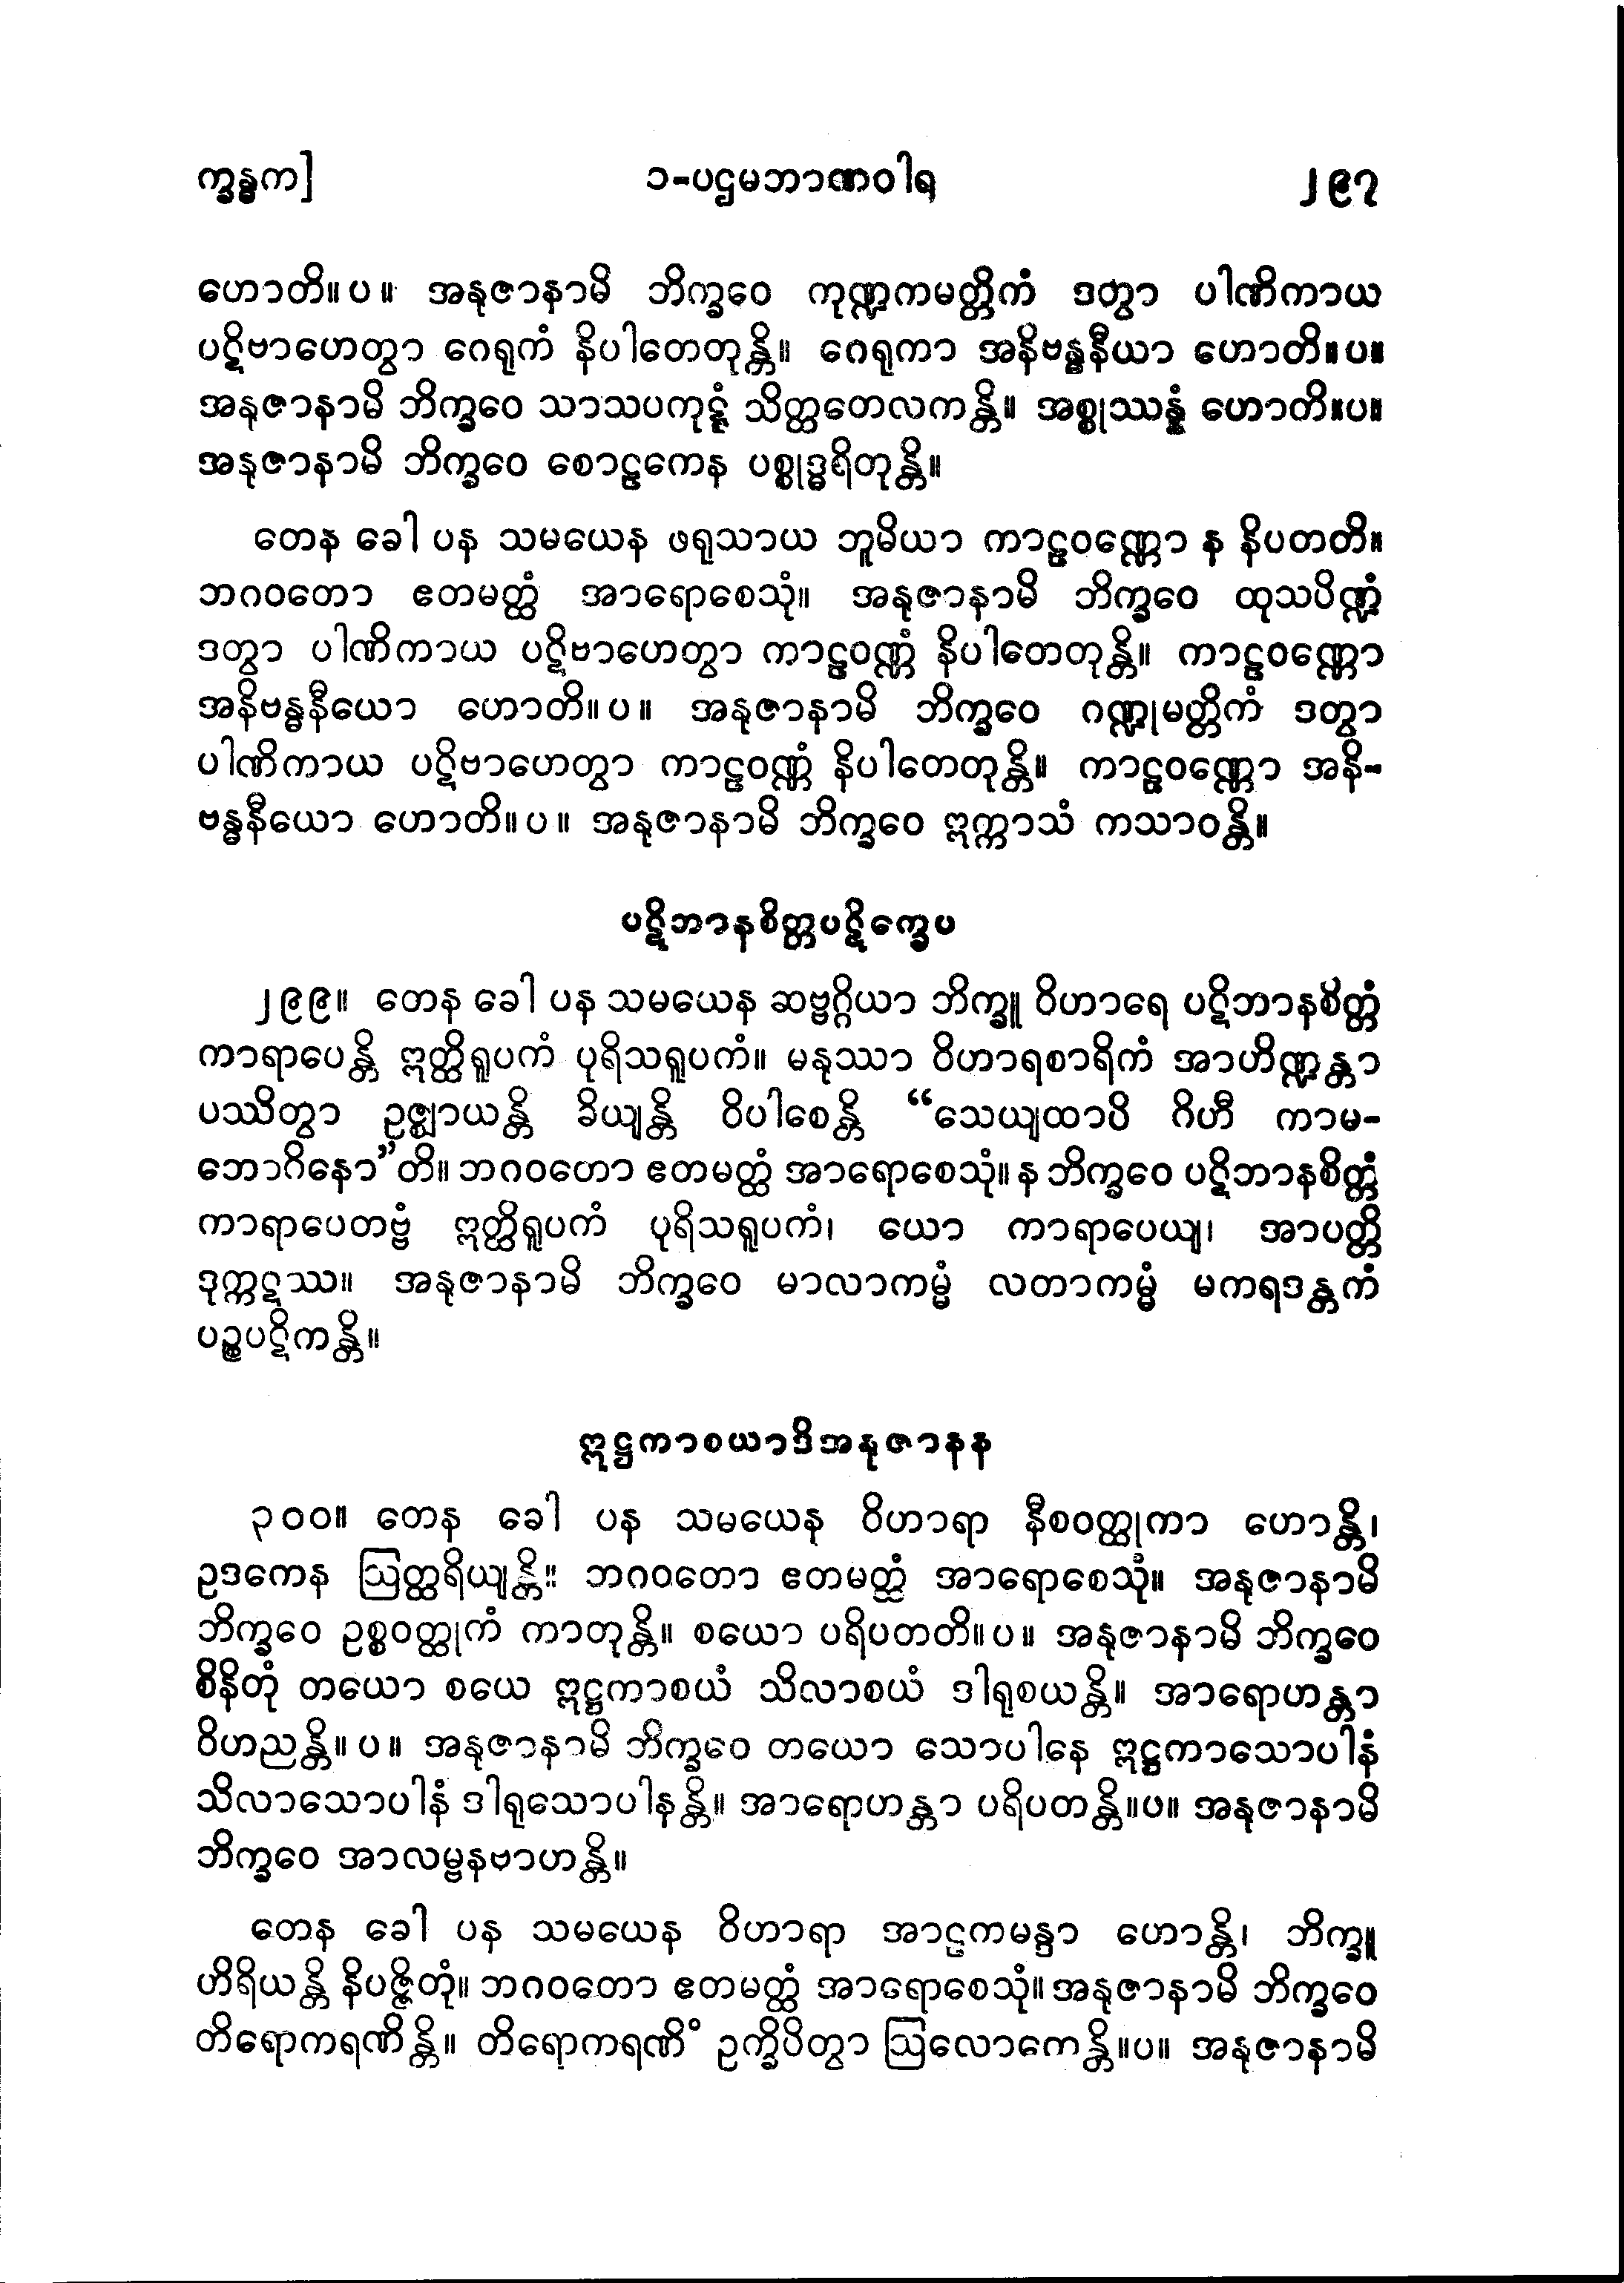 က္ခန္ဓက]
၁-ပဌမဘာဏဝါရ
၂၉၇
ဟောတိ။ပ။ အနုဇာနာမိ ဘိက္ခဝေ ကုဏ္ဍကမတ္တိကံ ဒတွာ ပါဏိကာယ
ပဋိဗာဟေတွာ ဂေရုကံ နိပါတေတုန္တိ။ ဂေရုကာ အနိဗန္ဓနီယာ ဟောတိ။ပ။
အနုဇာနာမိ ဘိက္ခဝေ သာသပကုဋ္ဋံ သိတ္ထတေလကန္တိ။ အစ္စုဿန္နံ ဟောတိ။ပ။
အနုဇာနာမိ ဘိက္ခဝေ စောဠကေန ပစ္စုဒ္ဓရိတုန္တိ။
တေန ခေါ ပန သမယေန ဖရုသာယ ဘူမိယာ ကာဠဝဏ္ဏော န နိပတတိ။
ဘဂဝတော ဧတမတ္ထံ အာရောစေသုံ။ အနုဇာနာမိ ဘိက္ခဝေ ထုသပိဏ္ဍံ
ဒတွာ ပါဏိကာယ ပဋိဗာဟေတွာ ကာဠဝဏ္ဏံ နိပါတေတုန္တိ။ ကာဠဝဏ္ဏော
အနိဗန္ဓနီယော ဟောတိ။ပ။ အနုဇာနာမိ ဘိက္ခဝေ ဂဏ္ဍုမတ္တိကံ ဒတွာ
ပါဏိကာယ ပဋိဗာဟေတွာ ကာဠဝဏ္ဏံ နိပါတေတုန္တိ။ ကာဠဝဏ္ဏော အနိ-
ဗန္ဓနီယော ဟောတိ။ပ။ အနုဇာနာမိ ဘိက္ခဝေ ဣက္ကာသံ ကသာဝန္တိ။
ပဋိဘာနစိတ္တပဋိက္ခေပ
၂၉၉။ တေန ခေါ ပန သမယေန ဆဗ္ဗဂ္ဂိယာ ဘိက္ခူ ဝိဟာရေ ပဋိဘာနစိတ္တံ
ကာရာပေန္တိ ဣတ္ထိရူပကံ ပုရိသရူပကံ။ မနုဿာ ဝိဟာရစာရိကံ အာဟိဏ္ဍန္တာ
ပဿိတွာ ဥဇ္ဈာယန္တိ ခိယျန္တိ ဝိပါစေန္တိ “သေယျထာပိ ဂိဟီ ကာမ-
ဘောဂိနော”တိ။ ဘဂဝဟော ဧတမတ္ထံ အာရောစေသုံ။ န ဘိက္ခဝေ ပဋိဘာနစိတ္တံ
ကာရာပေတဗ္ဗံ ဣတ္ထိရူပကံ ပုရိသရူပကံ၊ ယော ကာရာပေယျ၊ အာပတ္တိ
ဒုက္ကဋဿ။ အနုဇာနာမိ ဘိက္ခဝေ မာလာကမ္မံ လတာကမ္မံ မကရဒန္တကံ
ပဉ္စပဋိကန္တိ။
ဣဋ္ဌကာစယာဒိအနုဇာနန
၃၀၀။ တေန ခေါ ပန သမယေန ဝိဟာရာ နီစဝတ္ထုကာ ဟောန္တိ၊
ဥဒကေန ဩတ္ထရိယျန္တိ။ ဘဂဝတော ဧတမတ္ထံ အာရောစေသုံ။ အနုဇာနာမိ
ဘိက္ခဝေ ဥစ္စဝတ္ထုကံ ကာတုန္တိ။ စယော ပရိပတတိ။ပ။ အနုဇာနာမိ ဘိက္ခဝေ
စိနိတုံ တယော စယေ ဣဋ္ဌကာစယံ သိလာစယံ ဒါရုစယန္တိ။ အာရောဟန္တာ
ဝိဟညန္တိ။ပ။ အနုဇာနာမိ ဘိက္ခဝေ တယော သောပါနေ ဣဋ္ဌကာသောပါနံ
သိလာသောပါနံ ဒါရုသောပါနန္တိ။ အာရောဟန္တာ ပရိပတန္တိ။ပ။ အနုဇာနာမိ
ဘိက္ခဝေ အာလမ္ဗနဗာဟန္တိ။
တေန ခေါ ပန သမယေန ဝိဟာရာ အာဠကမန္ဒာ ဟောန္တိ၊ ဘိက္ခူ
ဟိရိယန္တိ နိပဇ္ဇိတုံ။ ဘဂဝတော ဧတမတ္ထံ အာရောစေသုံ။ အနုဇာနာမိ ဘိက္ခဝေ
တိရောကရဏိန္တိ။ တိရောကရဏိံ ဥက္ခိပိတွာ ဩလောကေန္တိ။ပ။ အနုဇာနာမိ